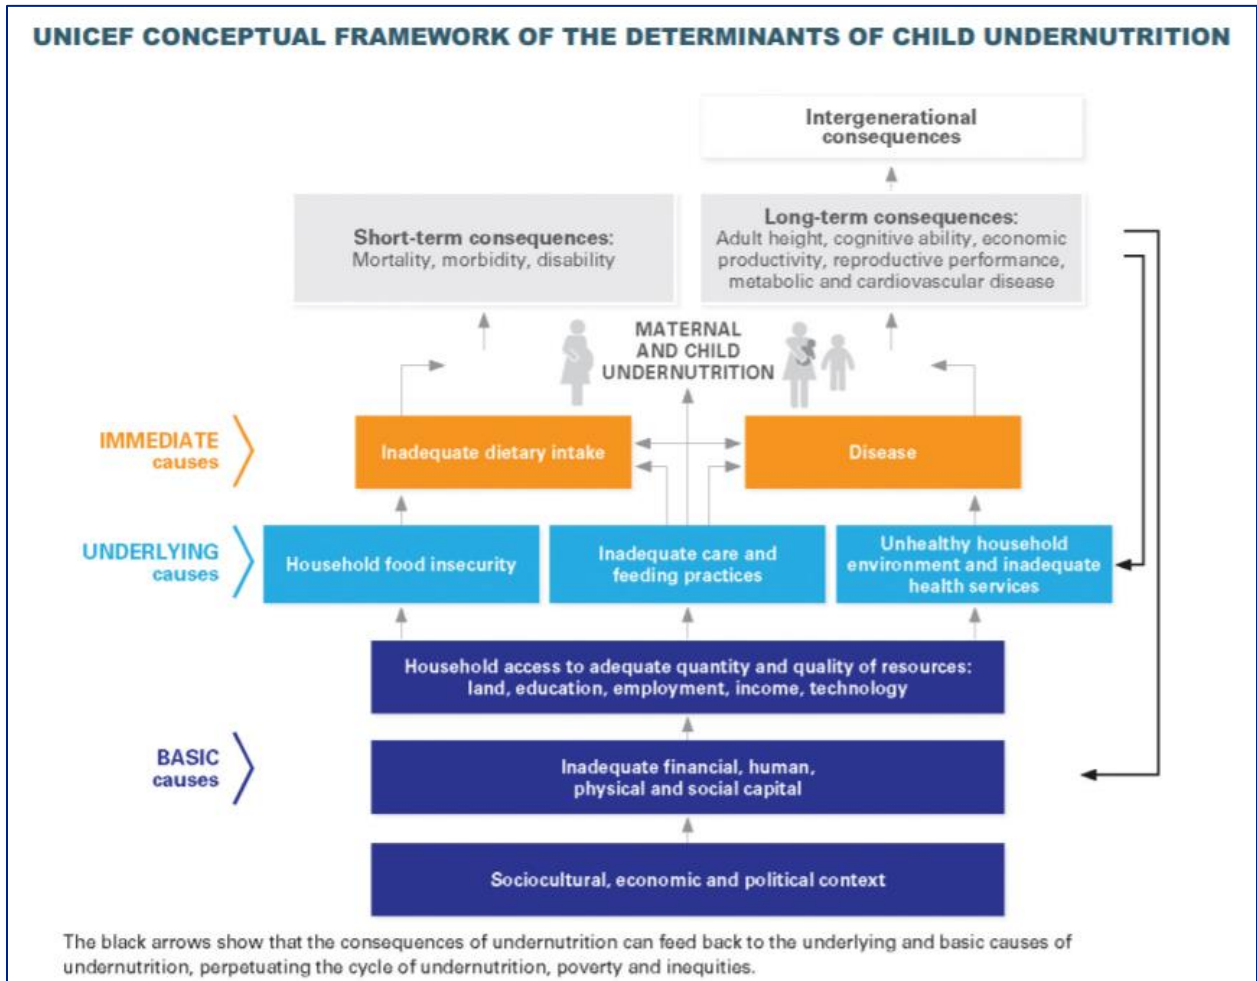 UNICEF CONCEPTUAL FRAMEWORK OF THE DETERMINANTS OF CHILD UNDERNUTRITION
Intergenerational
consequences
Short-term consequences:
Mortality, morbidity, disability
Long-term consequences:
Adult height, cognitive ability, economic
productivity, reproductive performance,
metabolic and cardiovascular disease
MATERNAL
AND CHILD
UNDERNUTRITION
IMMEDIATE
causes
Inadequate dietary intake
Disease
UNDERLYING
causes
Household food insecurity
Inadequate care and
feeding practices
Unhealthy household
environment and inadequate
health services
Household access to adequate quantity and quality of resources:
land, education, employment, income, technology
BASIC
causes
Inadequate financial, human,
physical and social capital
Sociocultural, economic and political context
The black arrows show that the consequences of undernutrition can feed back to the underlying and basic causes of
undernutrition, perpetuating the cycle of undernutrition, poverty and inequities.